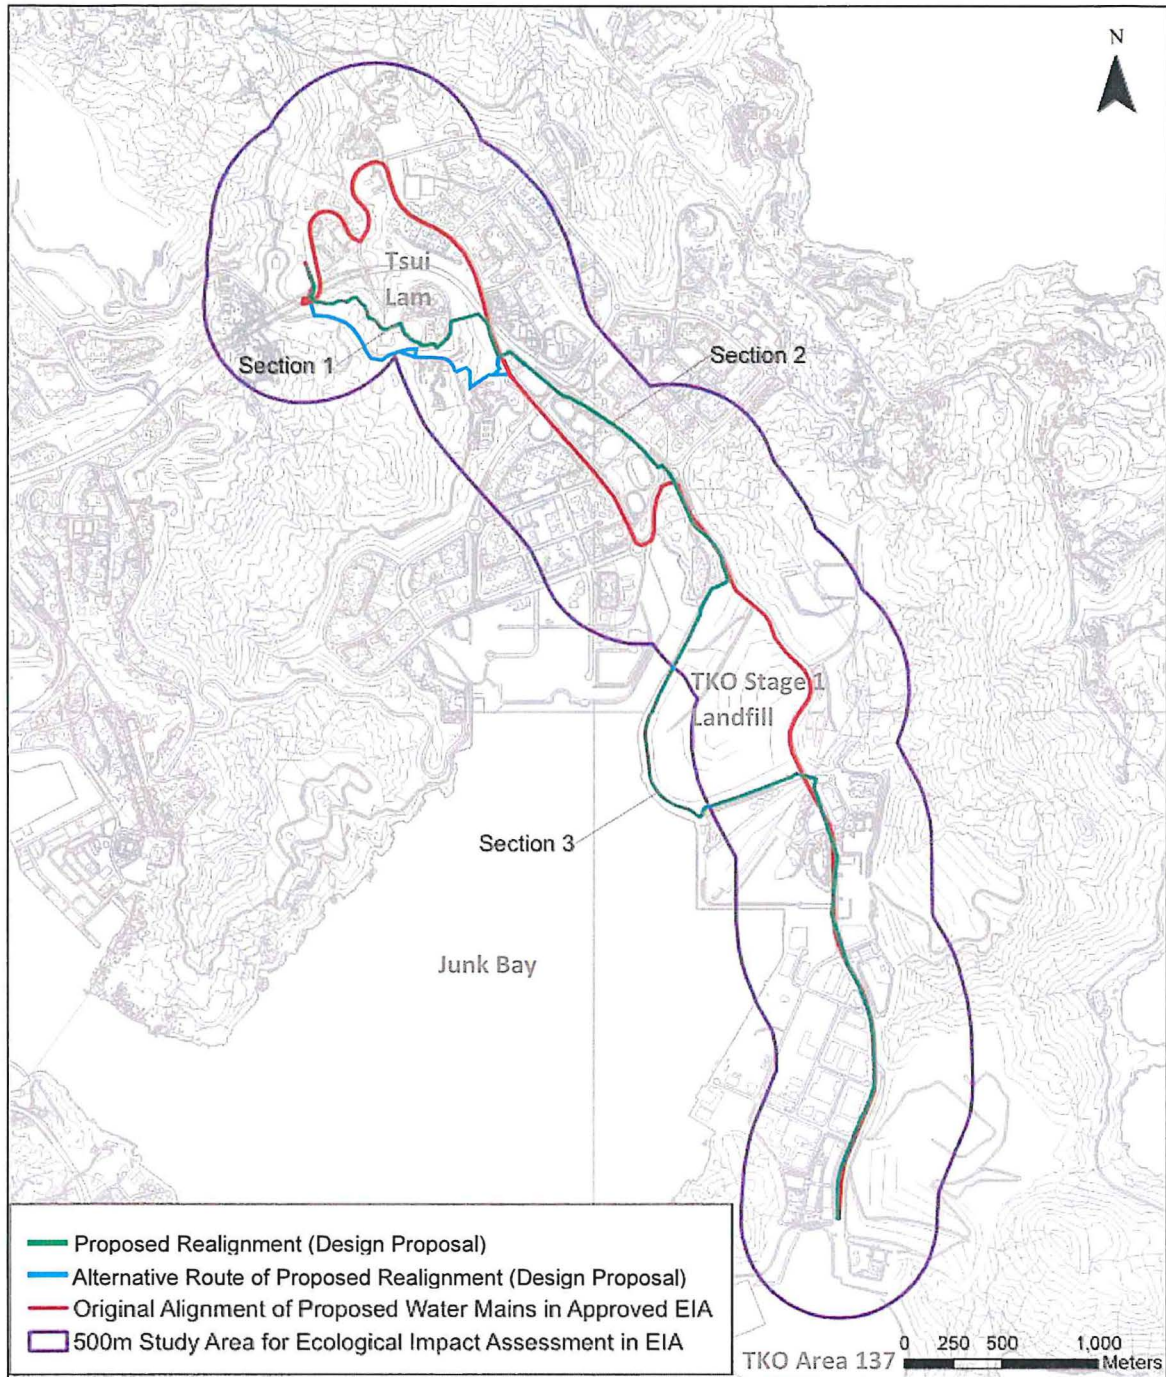 N
Tsui
Lam
Section 1
Section 2
TKO Stage 1
Landfill
Section 3
Junk Bay
Proposed Realignment (Design Proposal)
Alternative Route of Proposed Realignment (Design Proposal)
Original Alignment of Proposed Water Mains in Approved EIA
500m Study Area for Ecological Impact Assessment in EIA
0 250 500 1,000
Meters
TKO Area 137